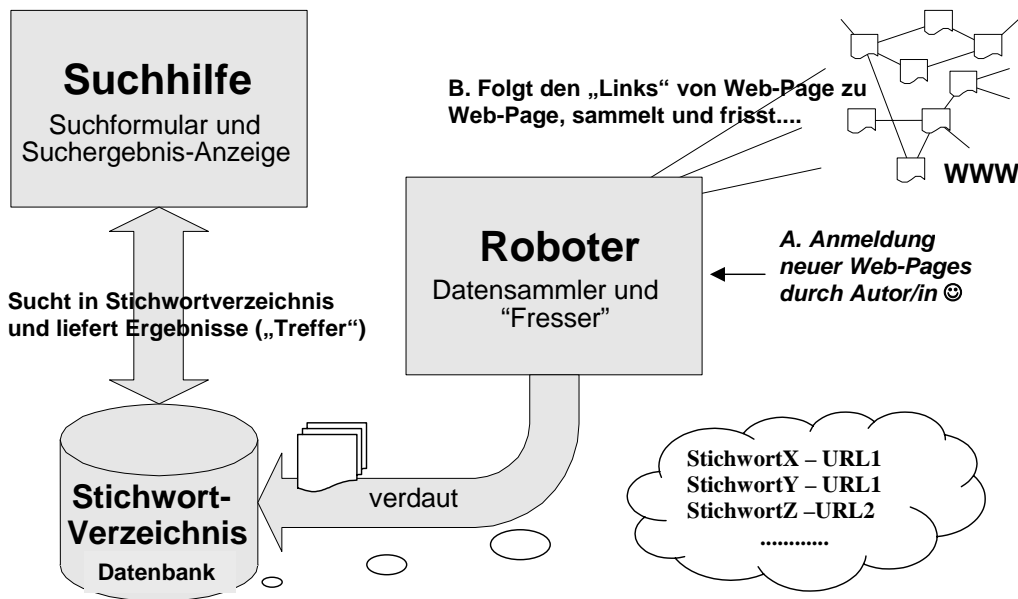 Suchhilfe
Suchformular und
Suchergebnis-Anzeige
B. Folgt den „Links“ von Web-Page zu
Web-Page, sammelt und frisst....
WWW
Roboter
Datensammler und
“Fresser”
A. Anmeldung
neuer Web-Pages
durch Autor/in ☺
Sucht in Stichwortverzeichnis
und liefert Ergebnisse („Treffer“)
Stichwort-
Verzeichnis
Datenbank
verdaut
StichwortX – URL1
StichwortY – URL1
StichwortZ –URL2
............